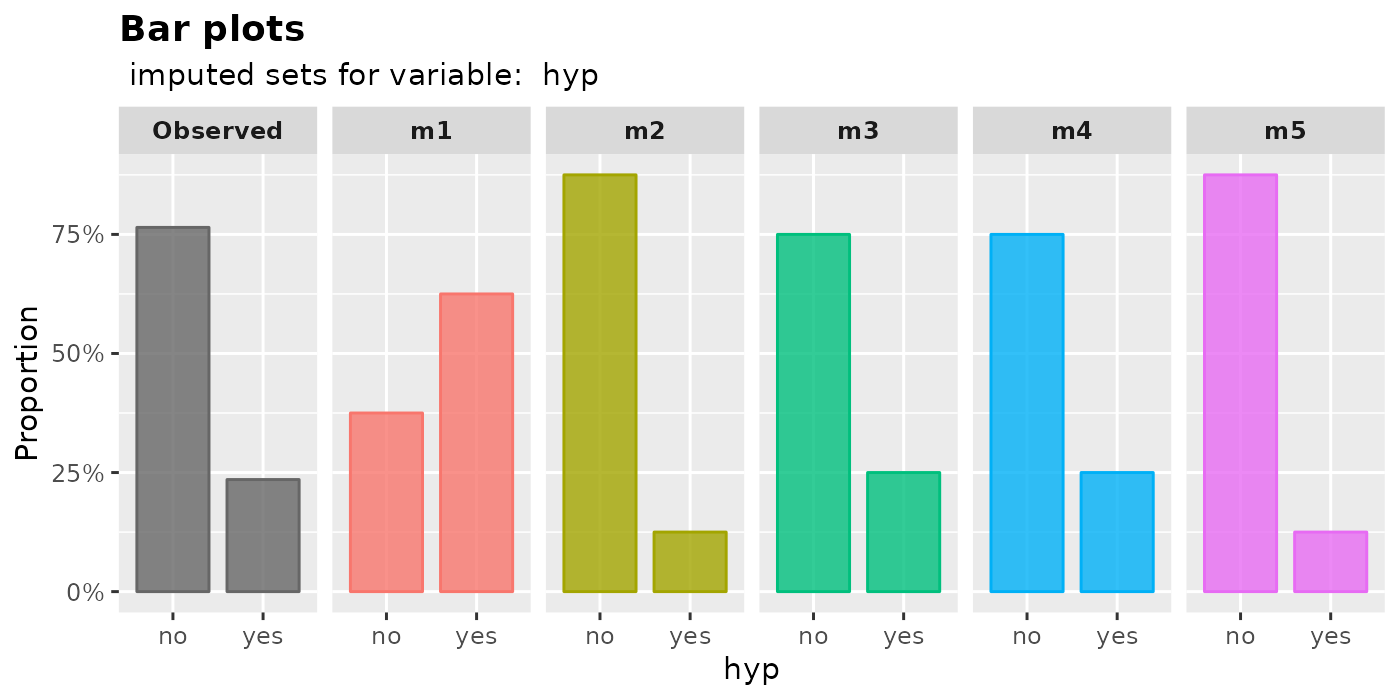 Bar plots
imputed sets for variable:  hyp
Observed m1 m2 m3 m4 m5
Proportion
75%
50%
25%
0%
no yes no yes no yes no yes no yes no yes
hyp